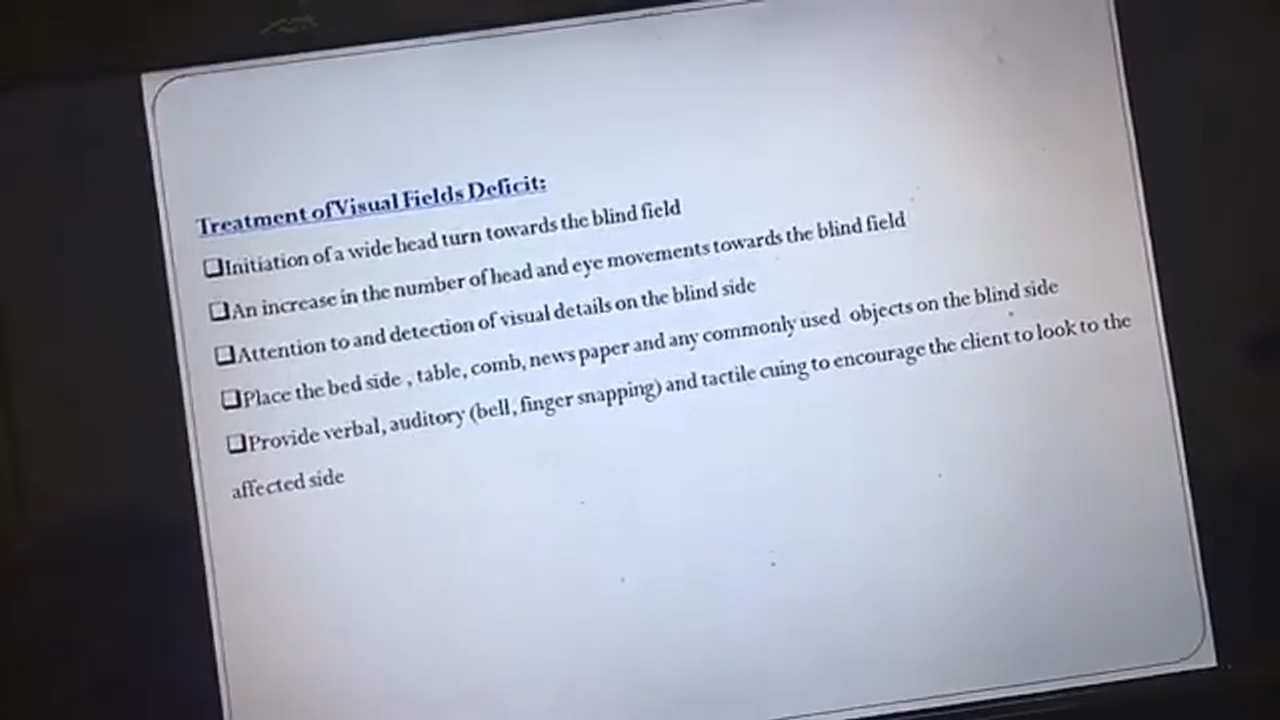 Treatment of Visual Fields Deficit:
❑Initiation of a wide head turn towards the blind field
❑An increase in the number of head and eye movements towards the blind field
❑Attention to and detection of visual details on the blind side
❑Place the bed side , table, comb, news paper and any commonly used objects on the blind side
❑Provide verbal, auditory (bell, finger snapping) and tactile cuing to encourage the client to look to the
affected side